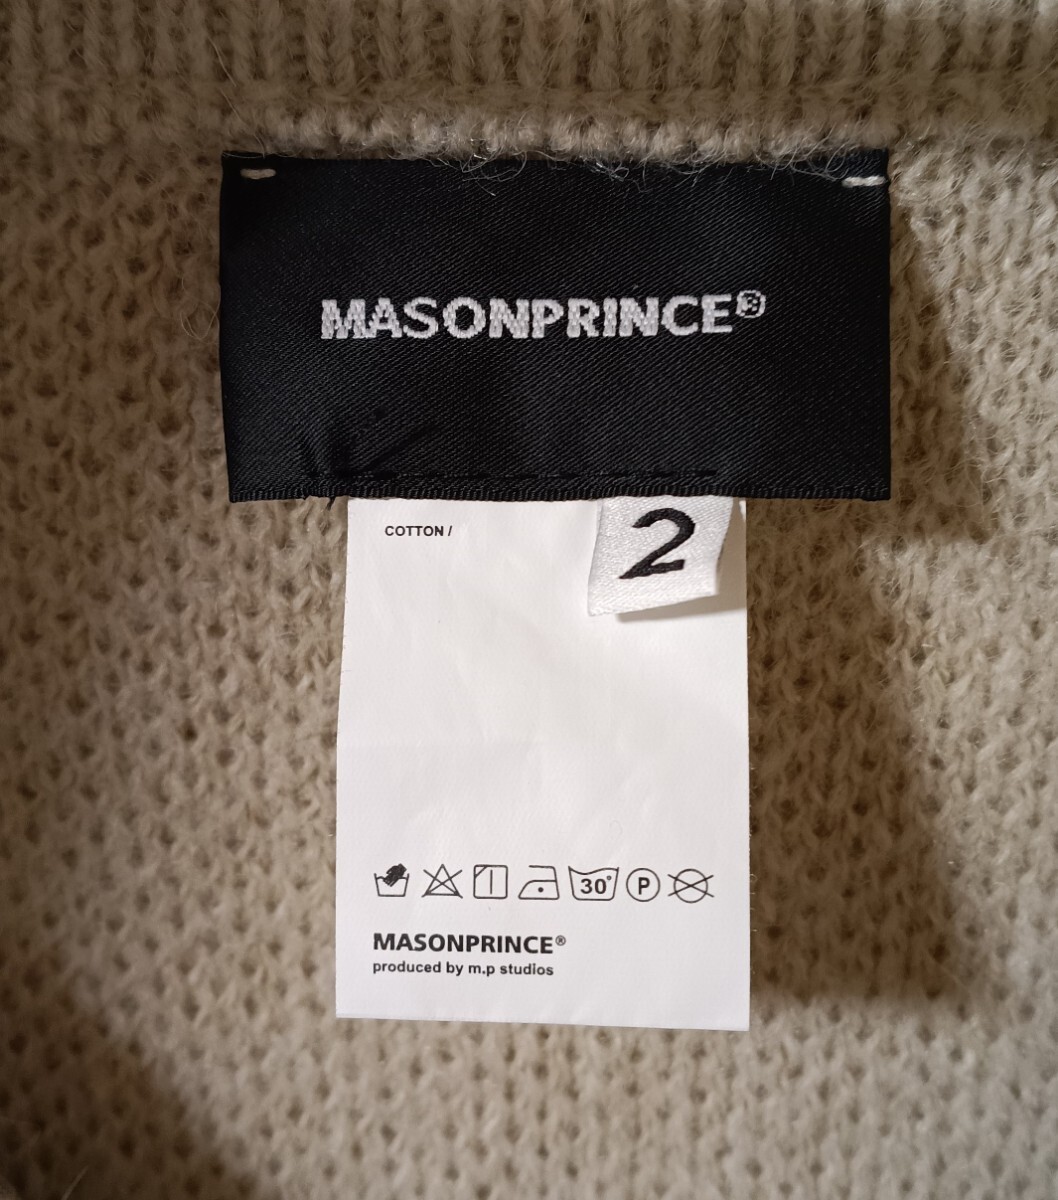 MASONPRINCE®
COTTON /
2
30°
P
MASONPRINCE®
produced by m.p studios